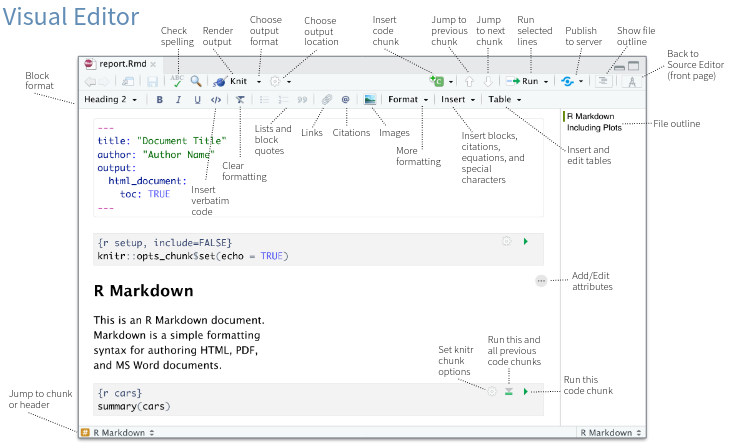 Visual Editor
Check
spelling
Render
output
Choose
output
format
Choose
output
location
Insert
code
chunk
Jump to
previous
chunk
Jump
to next
chunk
Run
selected
lines
Publish
to server
Show file
outline
Back to
Source Editor
(front page)
Block
format
report.Rmd
ABC
Knit
Run
A
Heading 2
B I U </>
@
Format
Insert
Table
R Markdown
Including Plots
File outline
---
title: "Document Title"
author: "Author Name"
output:
html_document:
toc: TRUE
---
Insert
verbatim
code
Clear
formatting
Lists and
block
quotes
Links
Citations
Images
More
formatting
Insert blocks,
citations,
equations, and
special
characters
Insert and
edit tables
{r setup, include=FALSE}
knitr::opts_chunk$set(echo = TRUE)
Add/Edit
attributes
R Markdown
This is an R Markdown document.
Markdown is a simple formatting
syntax for authoring HTML, PDF,
and MS Word documents.
Set knitr
chunk
options
Run this and
all previous
code chunks
Run this
code chunk
{r cars}
summary(cars)
Jump to chunk
or header
# R Markdown
R Markdown